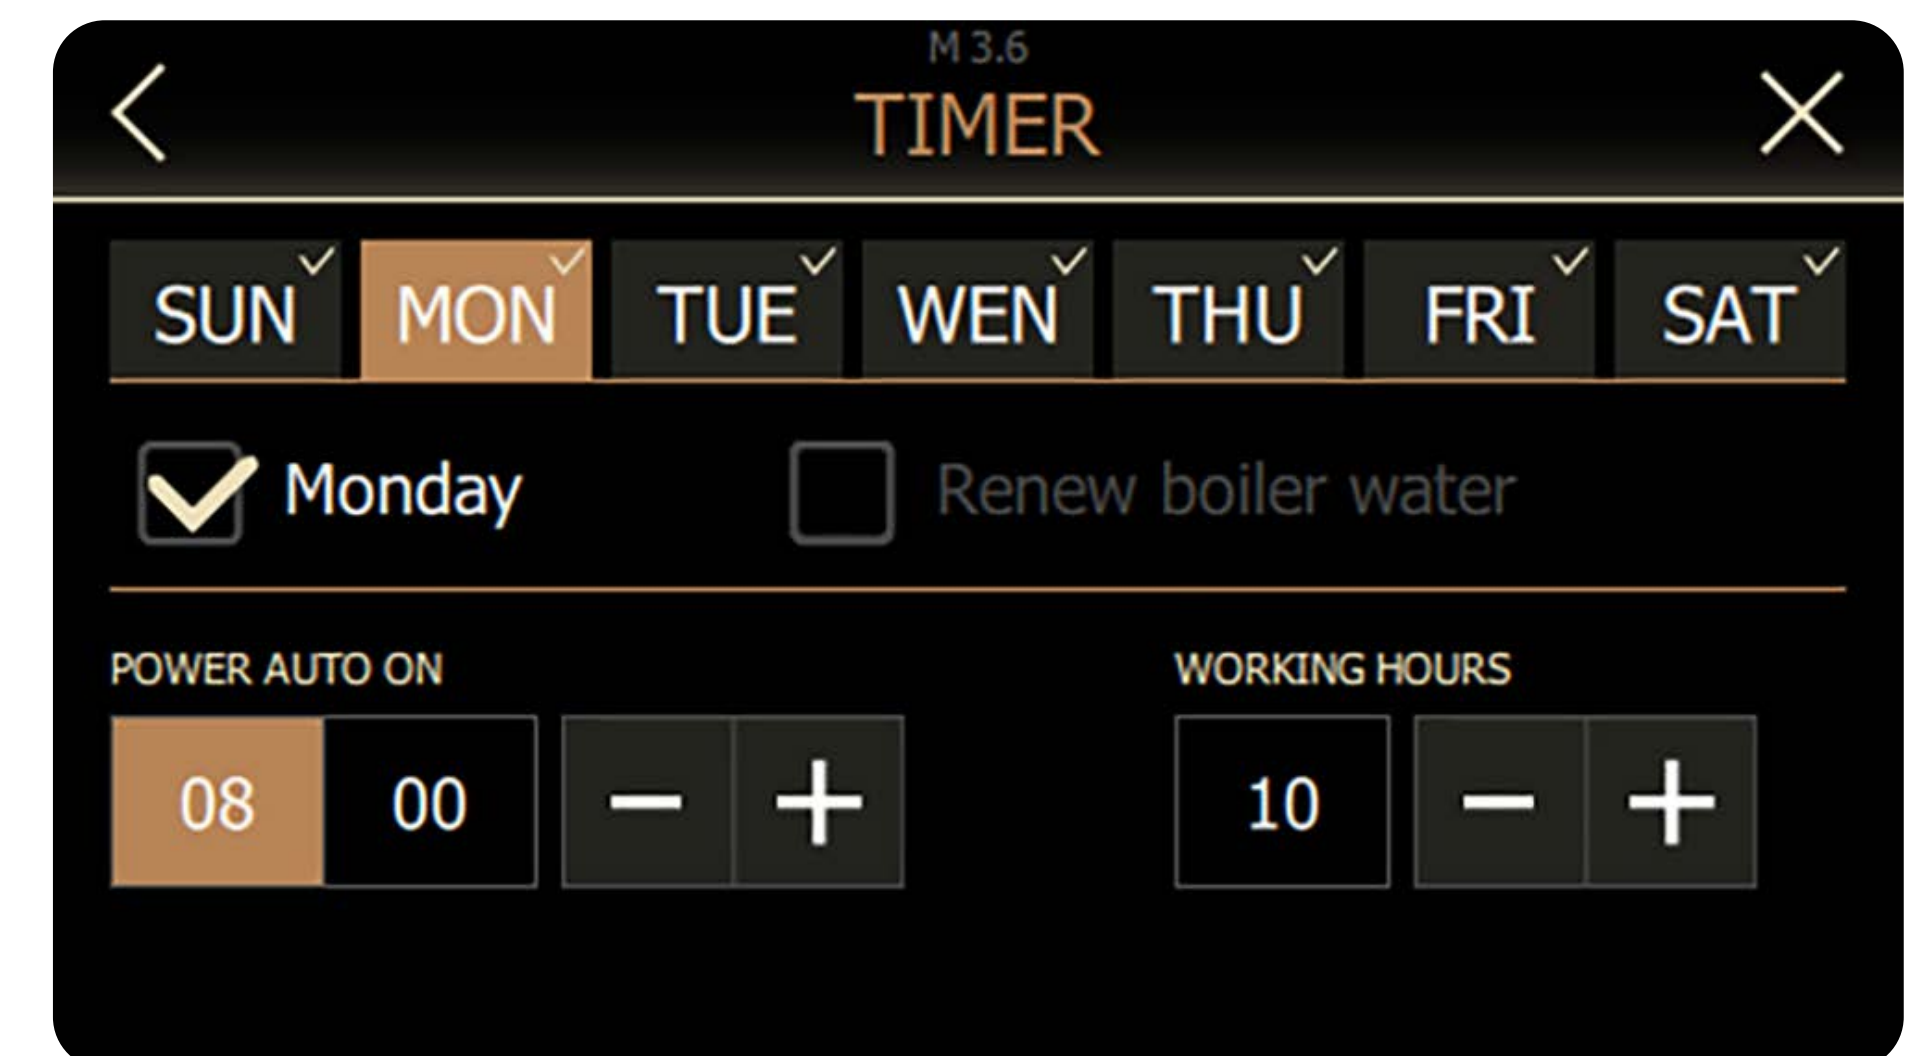 M 3.6
TIMER
SUN MON TUE WEN THU FRI SAT
Monday Renew boiler water
POWER AUTO ON WORKING HOURS
08 00 − + 10 − +